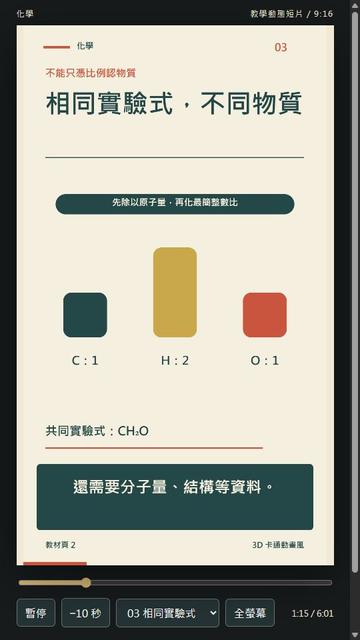 化學 教學動態短片 / 9:16
化學 03
不能只憑比例認物質
相同實驗式，不同物質
先除以原子量，再化最簡整數比
C：1 H：2 O：1
共同實驗式：CH₂O
還需要分子量、結構等資料。
教材頁 2 3D 卡通動畫風
暫停 −10 秒 03 相同實驗式 全螢幕 1:15 / 6:01